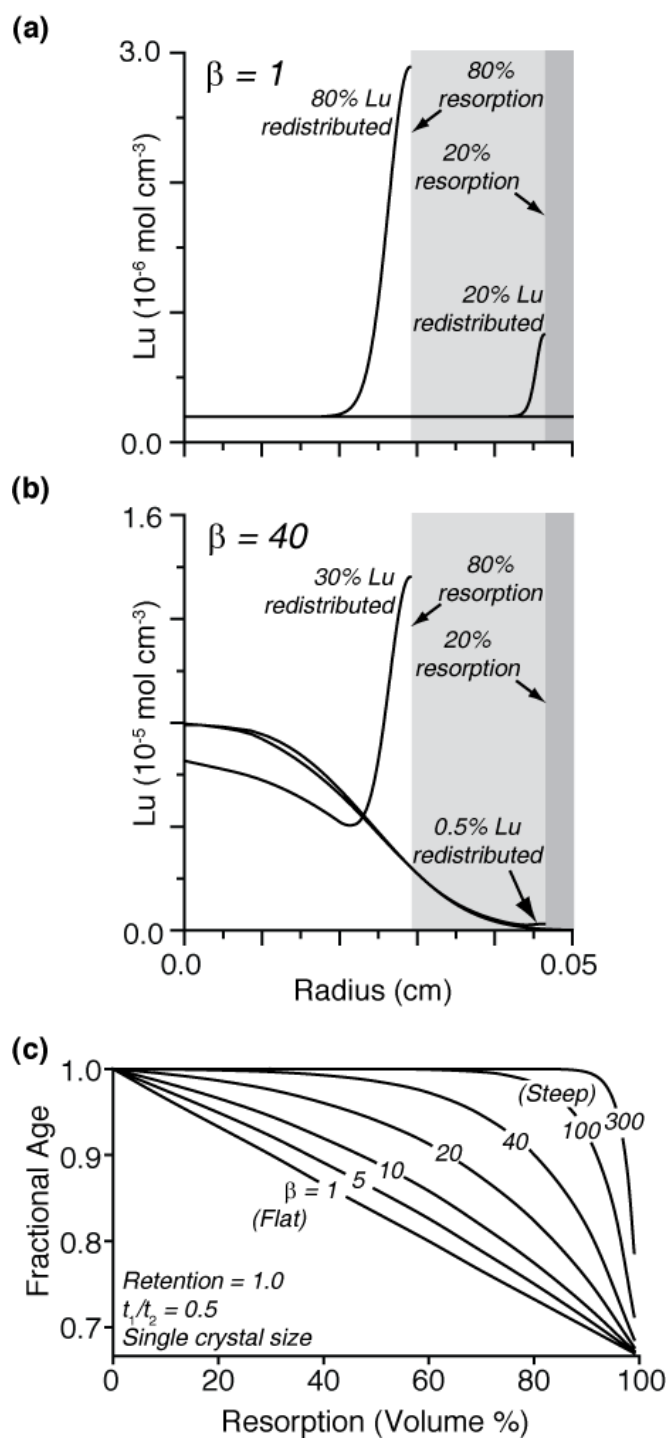 (a)
3.0
β = 1
80% Lu
redistributed
80%
resorption
20%
resorption
20% Lu
redistributed
Lu (10-6 mol cm-3)
0.0
(b)
1.6
β = 40
30% Lu
redistributed
80%
resorption
20%
resorption
0.5% Lu
redistributed
Lu (10-5 mol cm-3)
0.0
0.0
0.05
Radius (cm)
(c)
1.0
0.9
0.8
0.7
Fractional Age
(Steep)
300
100
40
20
10
5
β = 1
(Flat)
Retention = 1.0
t1/t2 = 0.5
Single crystal size
0 20 40 60 80 100
Resorption (Volume %)